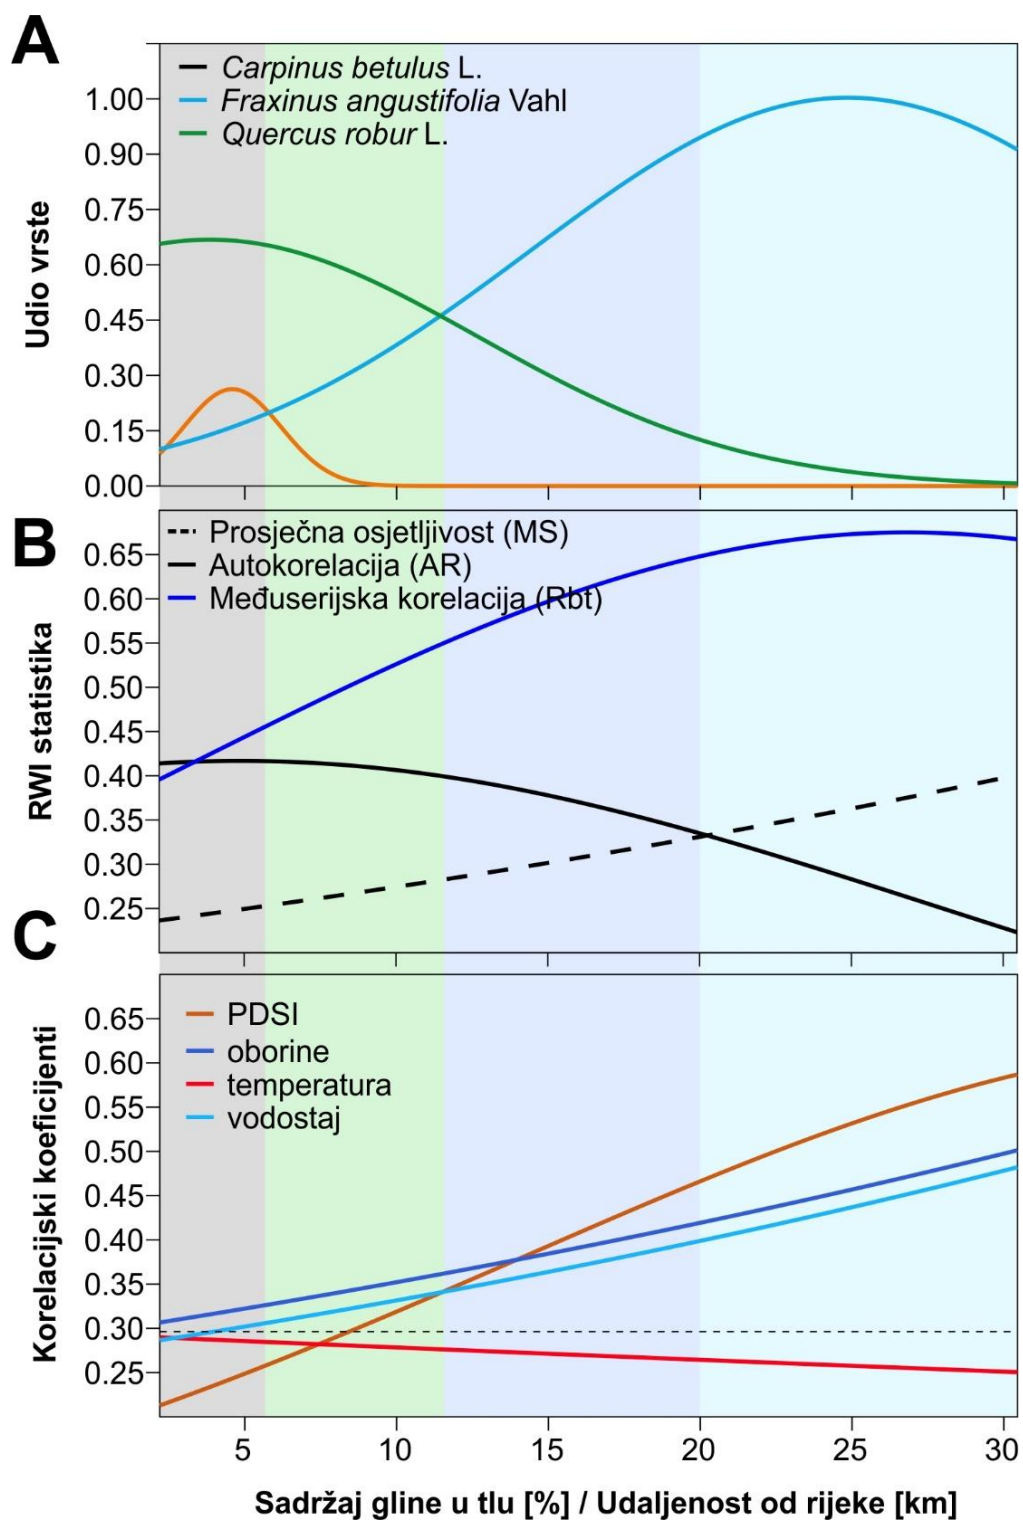 A
Carpinus betulus L.
Fraxinus angustifolia Vahl
Quercus robur L.
1.00
0.90
0.75
0.60
0.45
0.30
0.15
0.00
Udio vrste
B
Prosječna osjetljivost (MS)
Autokorelacija (AR)
Međuserijska korelacija (Rbt)
0.65
0.60
0.55
0.50
0.45
0.40
0.35
0.30
0.25
RWI statistika
C
PDSI
oborine
temperatura
vodostaj
0.65
0.60
0.55
0.50
0.45
0.40
0.35
0.30
0.25
Korelacijski koeficijenti
5 10 15 20 25 30
Sadržaj gline u tlu [%] / Udaljenost od rijeke [km]